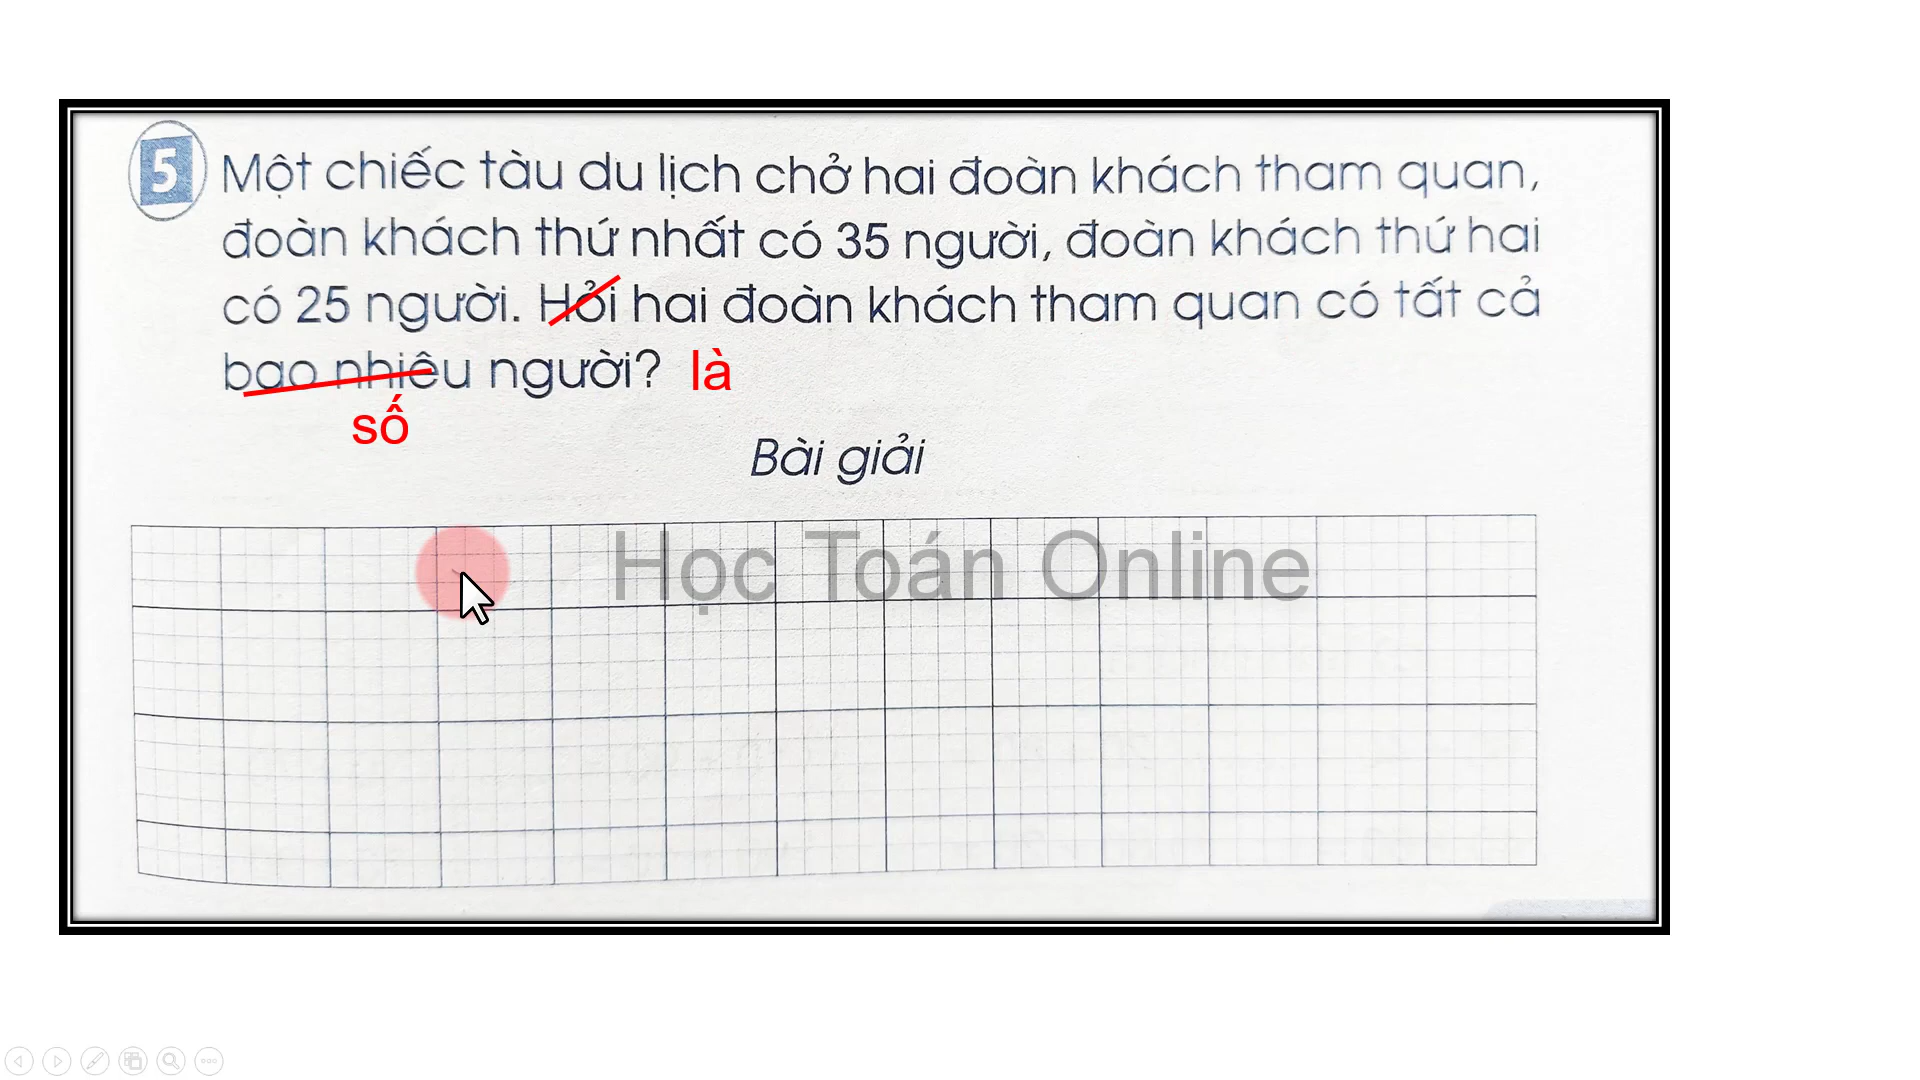 5 Một chiếc tàu du lịch chở hai đoàn khách tham quan,
đoàn khách thứ nhất có 35 người, đoàn khách thứ hai
có 25 người. Hỏi hai đoàn khách tham quan có tất cả
bao nhiêu người? là
số
Bài giải
Học Toán Online